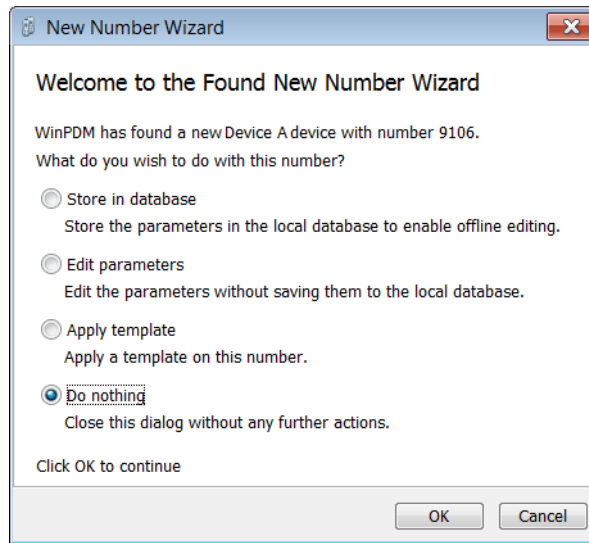 New Number Wizard
Welcome to the Found New Number Wizard
WinPDM has found a new Device A device with number 9106.
What do you wish to do with this number?
Store in database
Store the parameters in the local database to enable offline editing.
Edit parameters
Edit the parameters without saving them to the local database.
Apply template
Apply a template on this number.
Do nothing
Close this dialog without any further actions.
Click OK to continue
OK Cancel